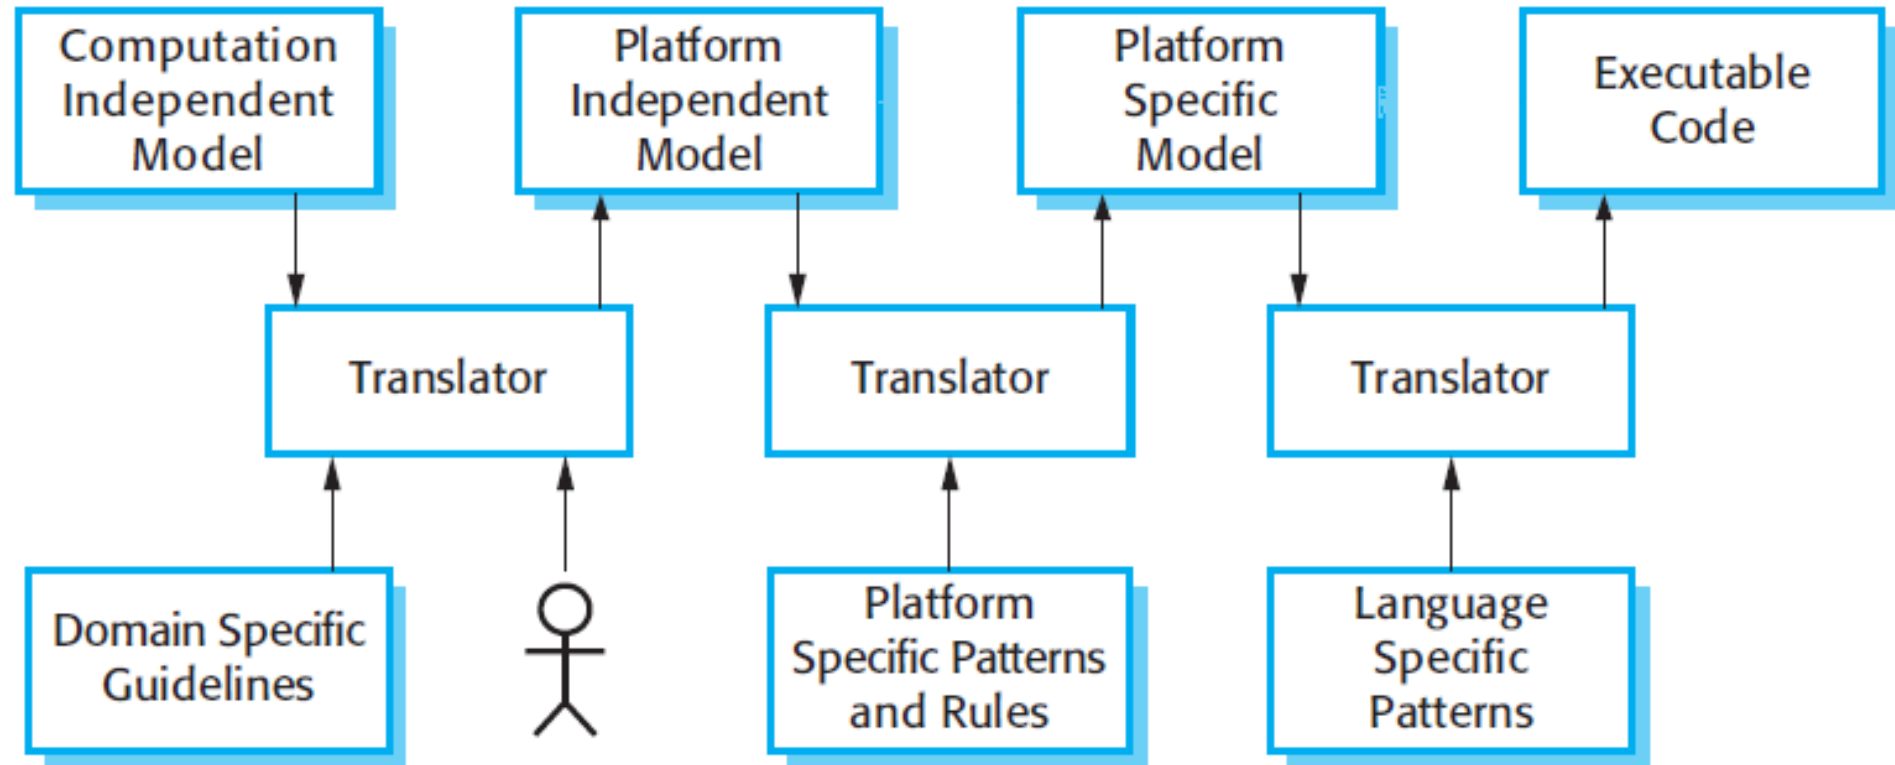 Computation
Independent
Model
Platform
Independent
Model
Platform
Specific
Model
Executable
Code
Translator
Translator
Translator
Domain Specific
Guidelines
Platform
Specific Patterns
and Rules
Language
Specific
Patterns